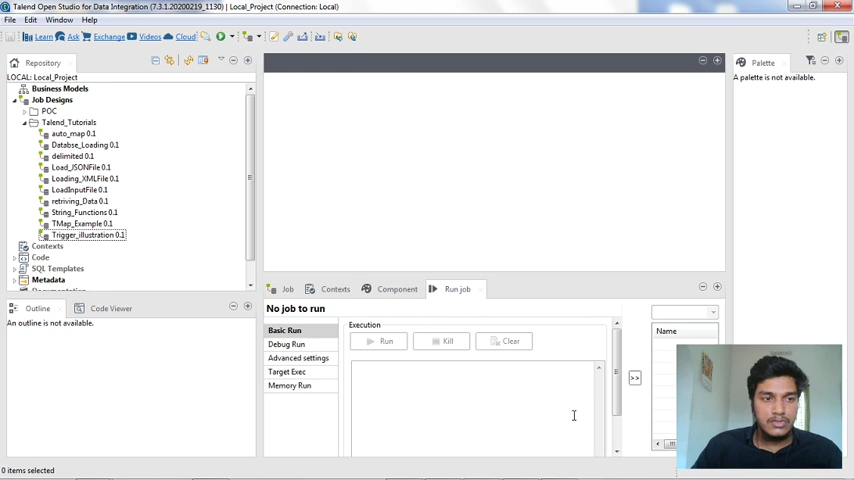 Talend Open Studio for Data Integration (7.3.1.20200219_1130) | Local_Project (Connection: Local)
File Edit Window Help
Learn Ask Exchange Videos Cloud
Repository
LOCAL: Local_Project
Business Models
Job Designs
POC
Talend_Tutorials
auto_map 0.1
Databse_Loading 0.1
delimited 0.1
Load_JSONFile 0.1
Loading_XMLFile 0.1
LoadInputFile 0.1
retriving_Data 0.1
String_Functions 0.1
TMap_Example 0.1
Trigger_illustration 0.1
Contexts
Code
SQL Templates
Metadata
Outline Code Viewer
An outline is not available.
Palette
A palette is not available.
Job Contexts Component Run job
No job to run
Basic Run
Debug Run
Advanced settings
Target Exec
Memory Run
Execution
Run Kill Clear
>>
Name
0 items selected